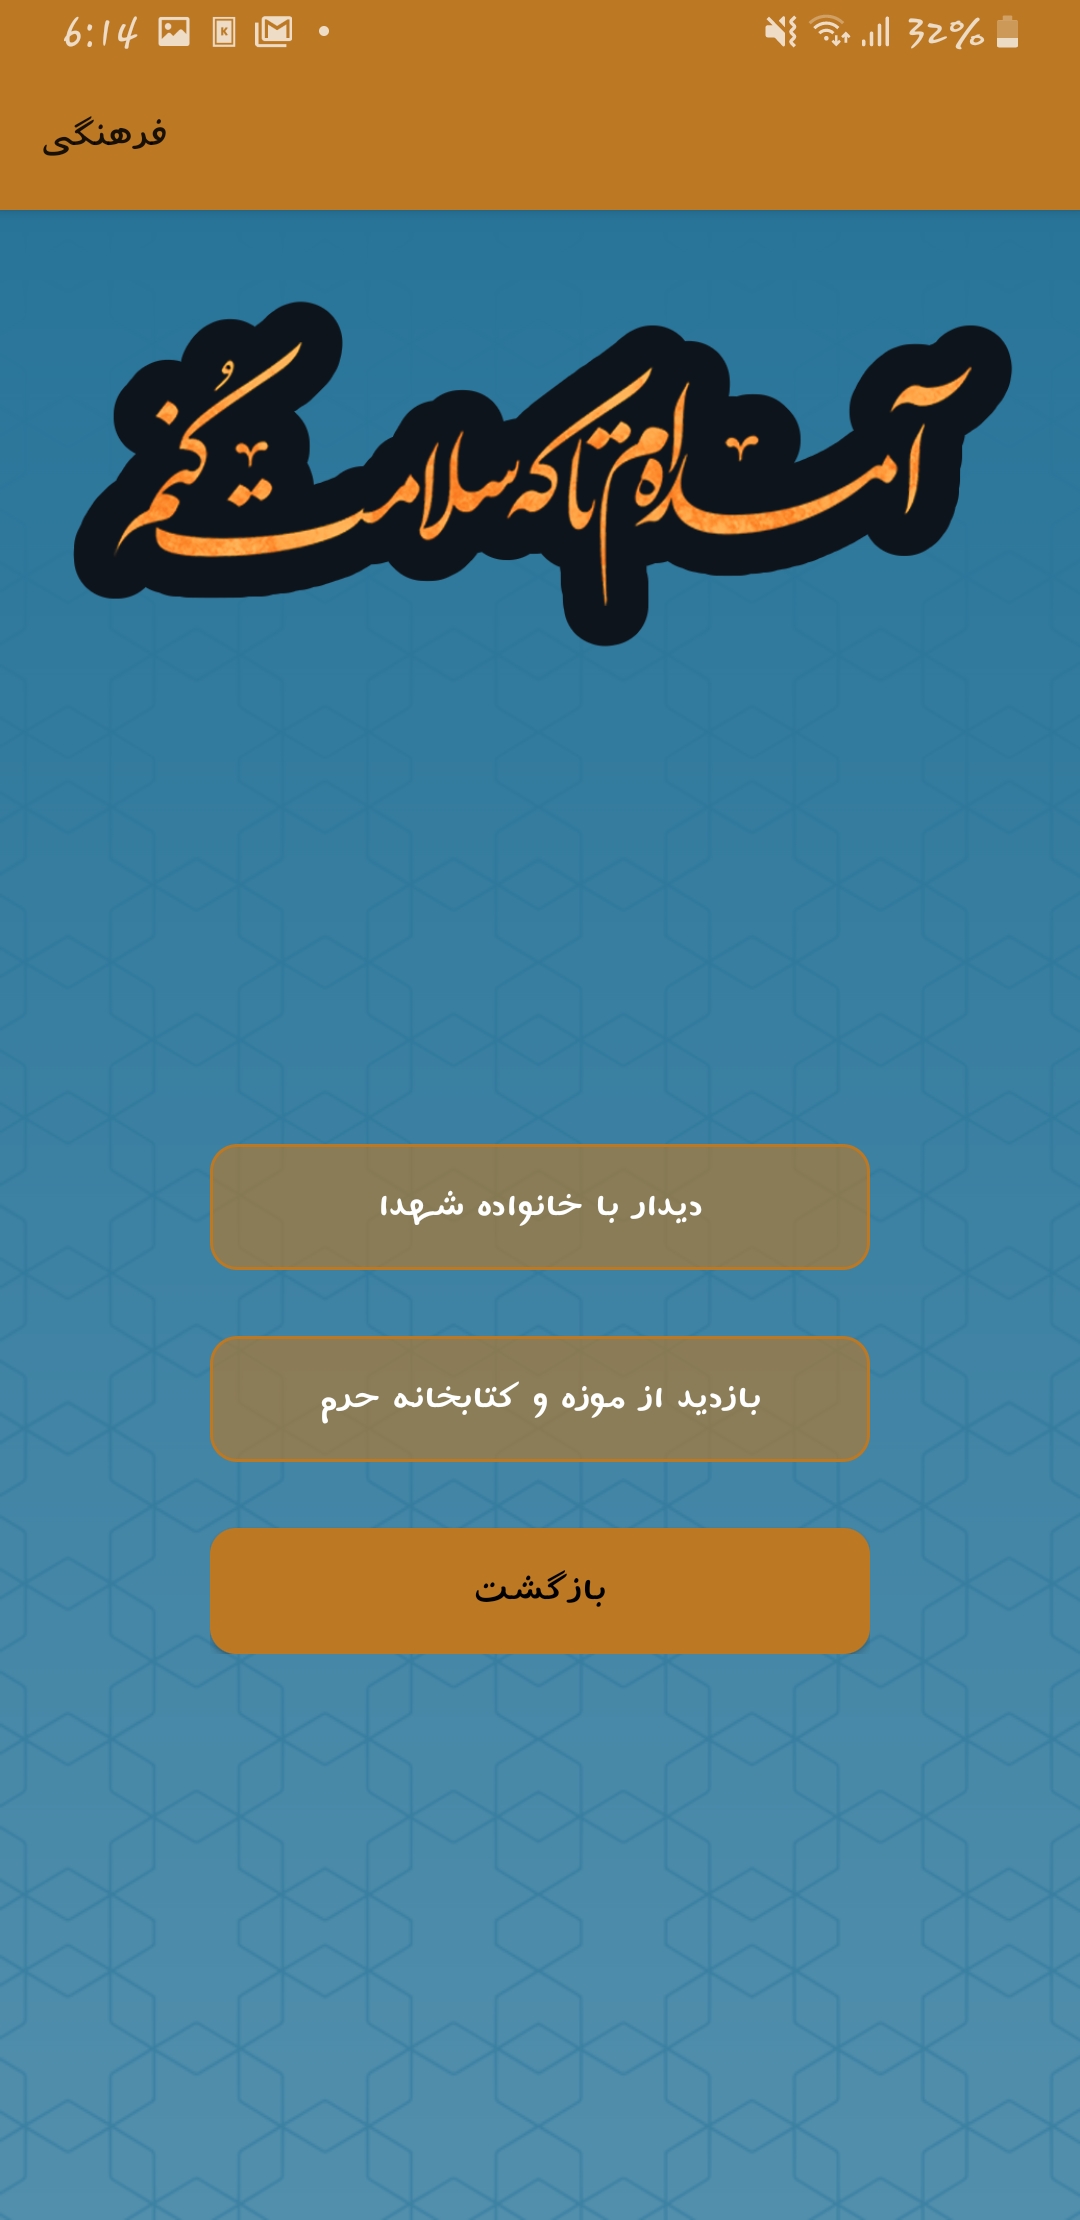 6:14 32%
فرهنگی
آمده‌ام تا که سلامت کُنم
دیدار با خانواده شهدا
بازدید از موزه و کتابخانه حرم
بازگشت